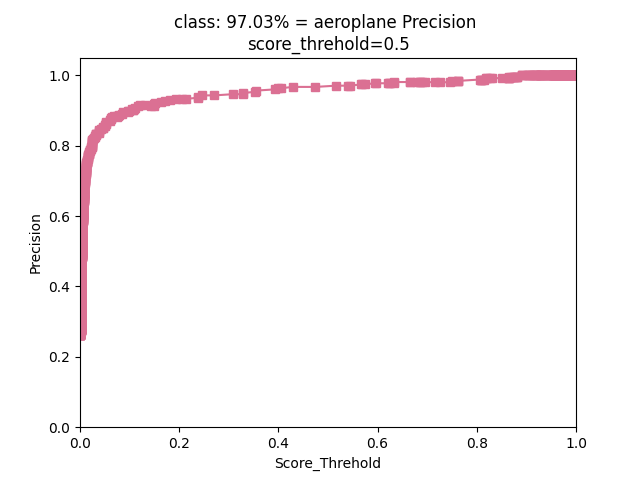 class: 97.03% = aeroplane Precision
score_threhold=0.5
Precision
1.0
0.8
0.6
0.4
0.2
0.0
0.0 0.2 0.4 0.6 0.8 1.0
Score_Threhold